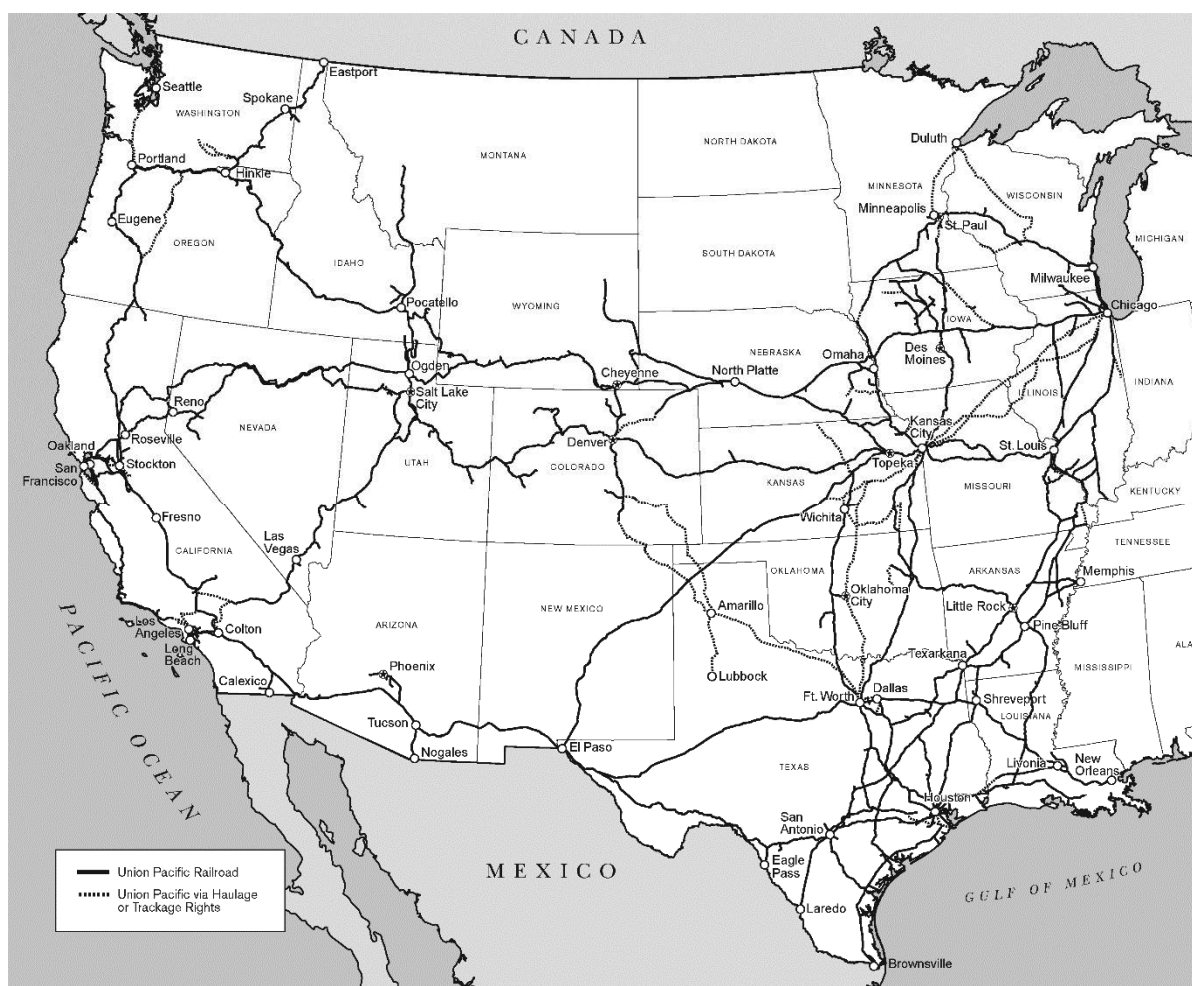 CANADA
Eastport
Seattle
Spokane
WASHINGTON
Portland
Hinkle
MONTANA
NORTH DAKOTA
Duluth
MINNESOTA
WISCONSIN
Minneapolis
St. Paul
MICHIGAN
Eugene
OREGON
IDAHO
SOUTH DAKOTA
Milwaukee
Pocatello
WYOMING
Chicago
IOWA
NEBRASKA
Omaha
Des
Moines
Ogden
Cheyenne
North Platte
ILLINOIS
INDIANA
Salt Lake
City
Reno
NEVADA
Roseville
Oakland
San
Francisco
Stockton
UTAH
Denver
COLORADO
Kansas
City
Topeka
KANSAS
St. Louis
MISSOURI
KENTUCKY
Wichita
Fresno
CALIFORNIA
Las
Vegas
TENNESSEE
OKLAHOMA
ARKANSAS
Memphis
NEW MEXICO
Oklahoma
City
Little Rock
Amarillo
Pine Bluff
ARIZONA
Los
Angeles
Colton
Long
Beach
Phoenix
Lubbock
Texarkana
MISSISSIPPI
ALA
Calexico
Ft. Worth
Dallas
Shreveport
LOUISIANA
Tucson
Nogales
El Paso
TEXAS
Livonia
New
Orleans
Houston
San
Antonio
Eagle
Pass
PACIFIC OCEAN
MEXICO
GULF OF MEXICO
Laredo
Brownsville
Union Pacific Railroad
Union Pacific via Haulage
or Trackage Rights